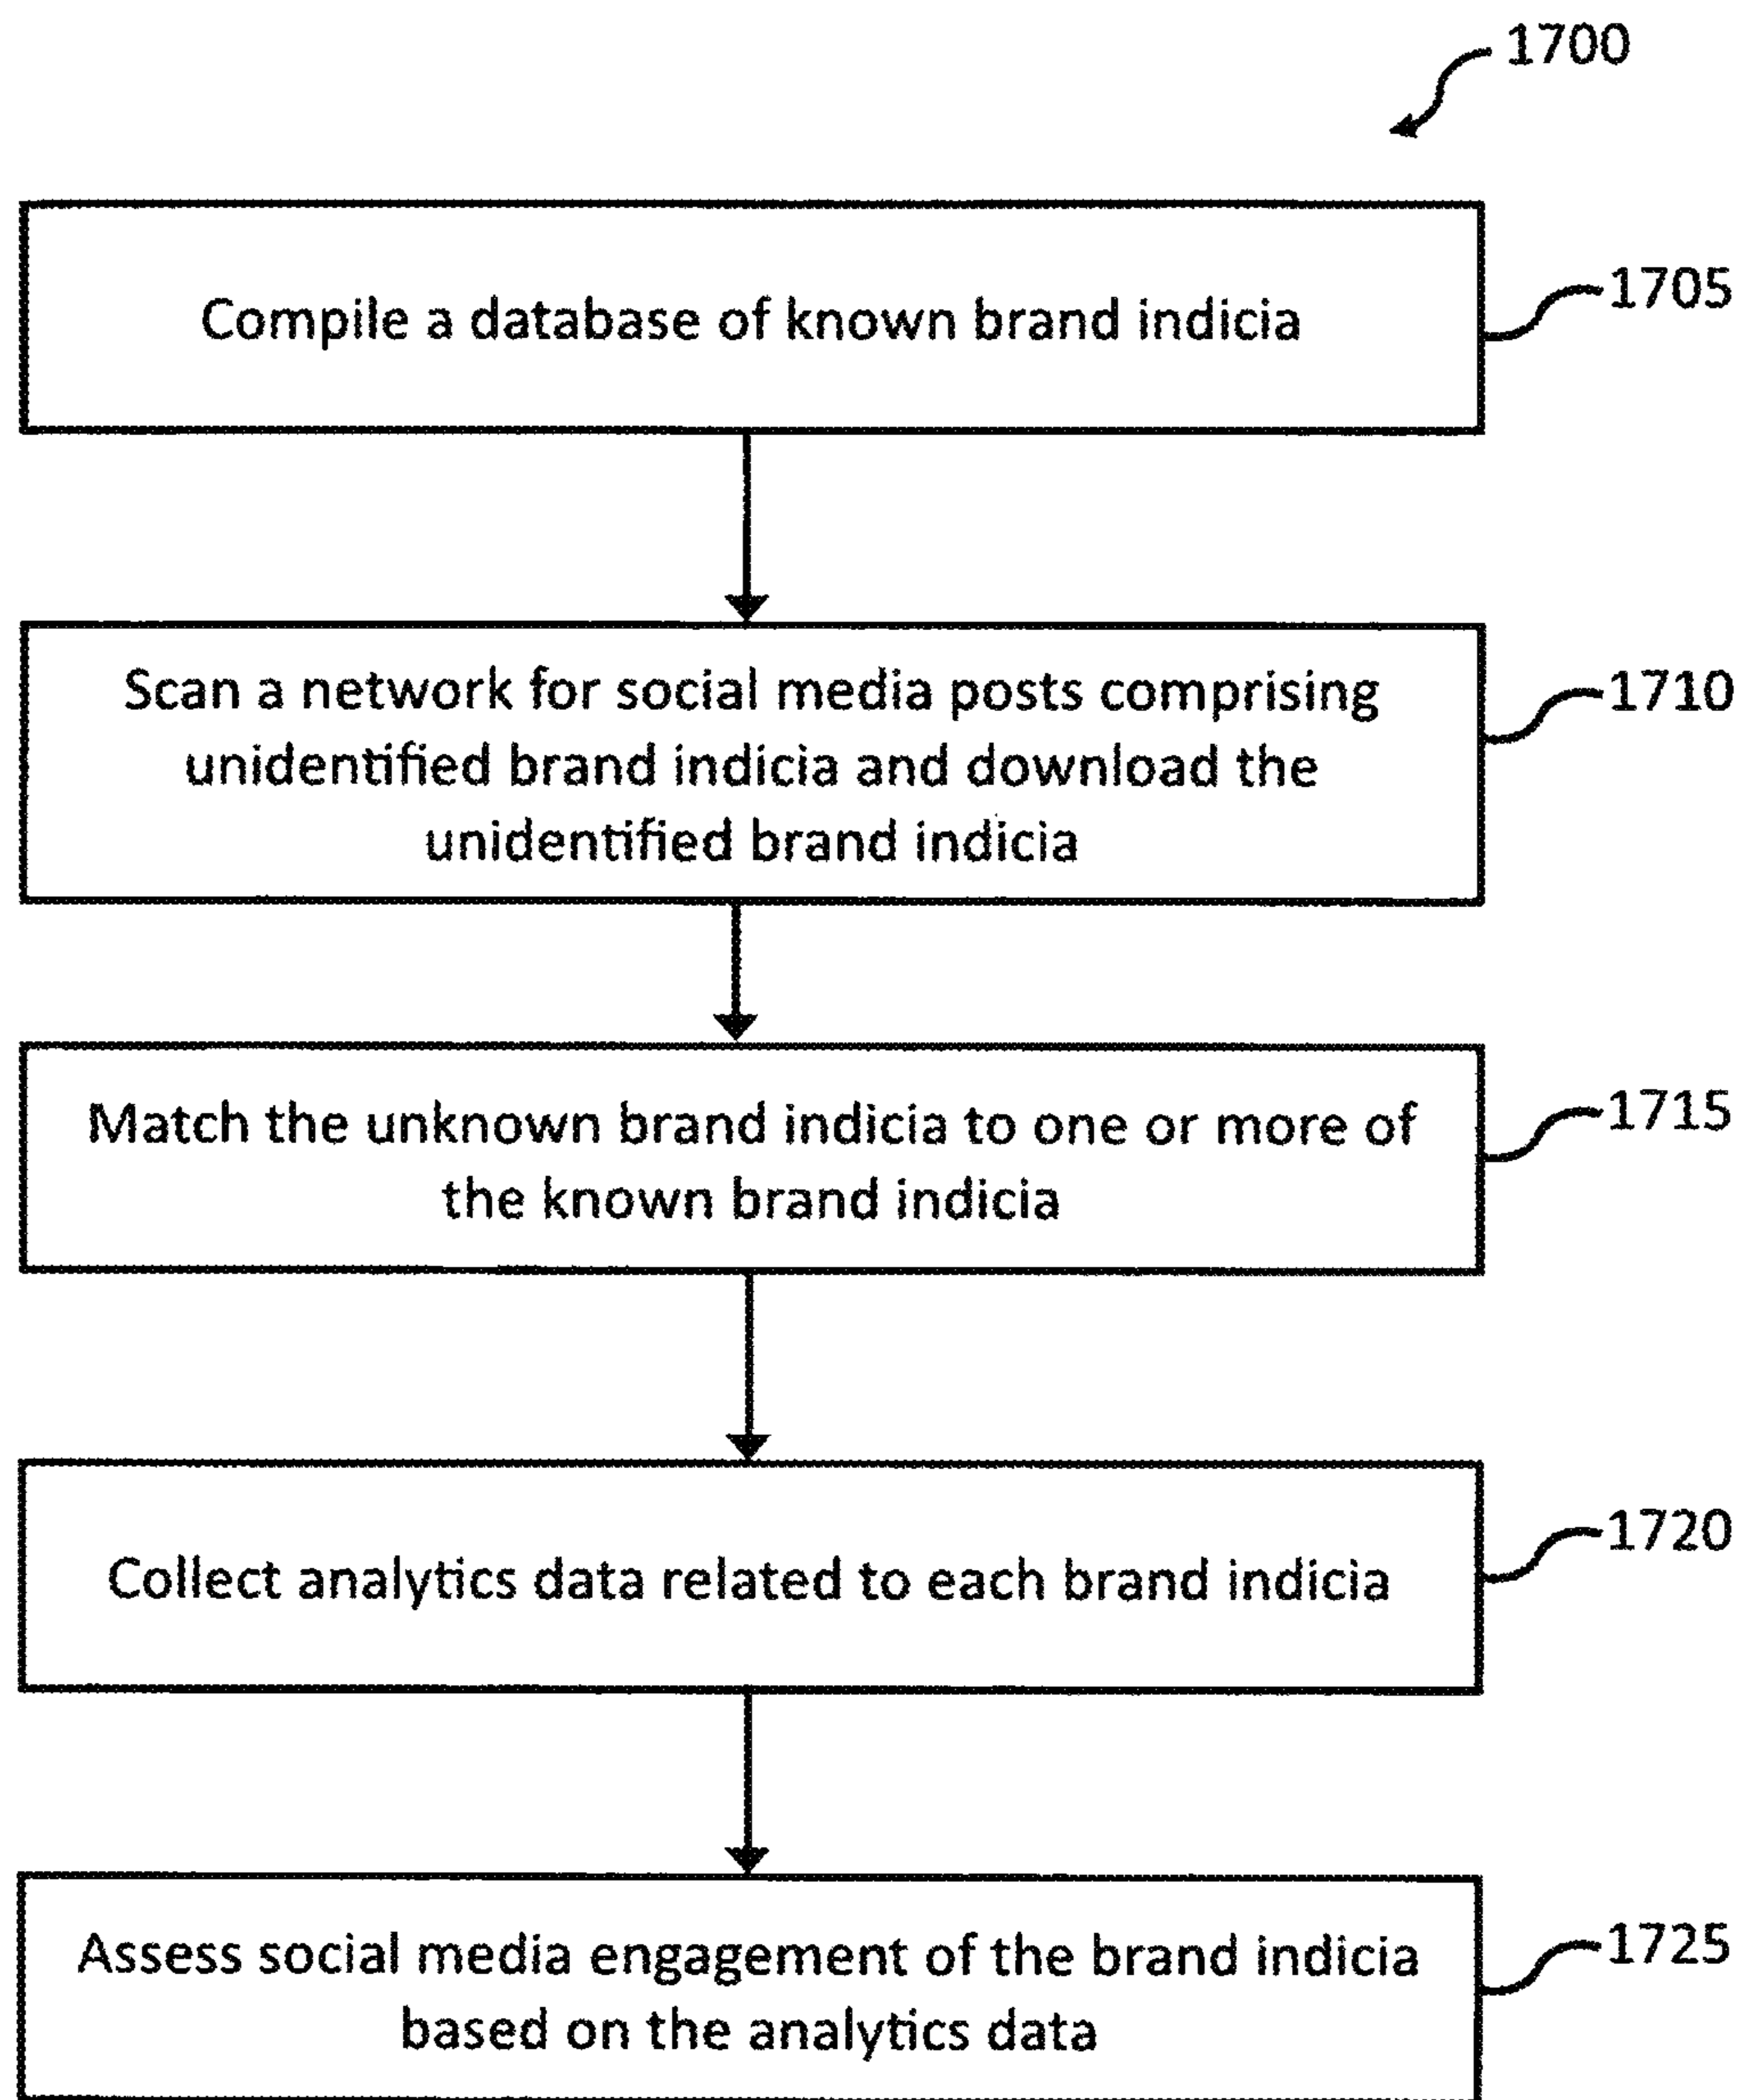 1700
Compile a database of known brand indicia
1705
Scan a network for social media posts comprising
unidentified brand indicia and download the
unidentified brand indicia
1710
Match the unknown brand indicia to one or more of
the known brand indicia
1715
Collect analytics data related to each brand indicia
1720
Assess social media engagement of the brand indicia
based on the analytics data
1725